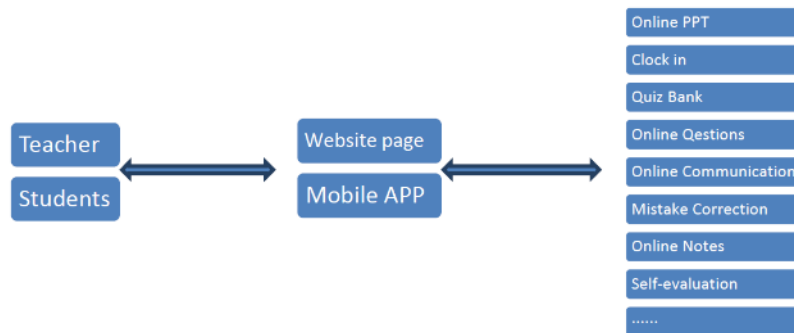 Teacher
Students
Website page
Mobile APP
Online PPT
Clock in
Quiz Bank
Online Qestions
Online Communication
Mistake Correction
Online Notes
Self-evaluation
......